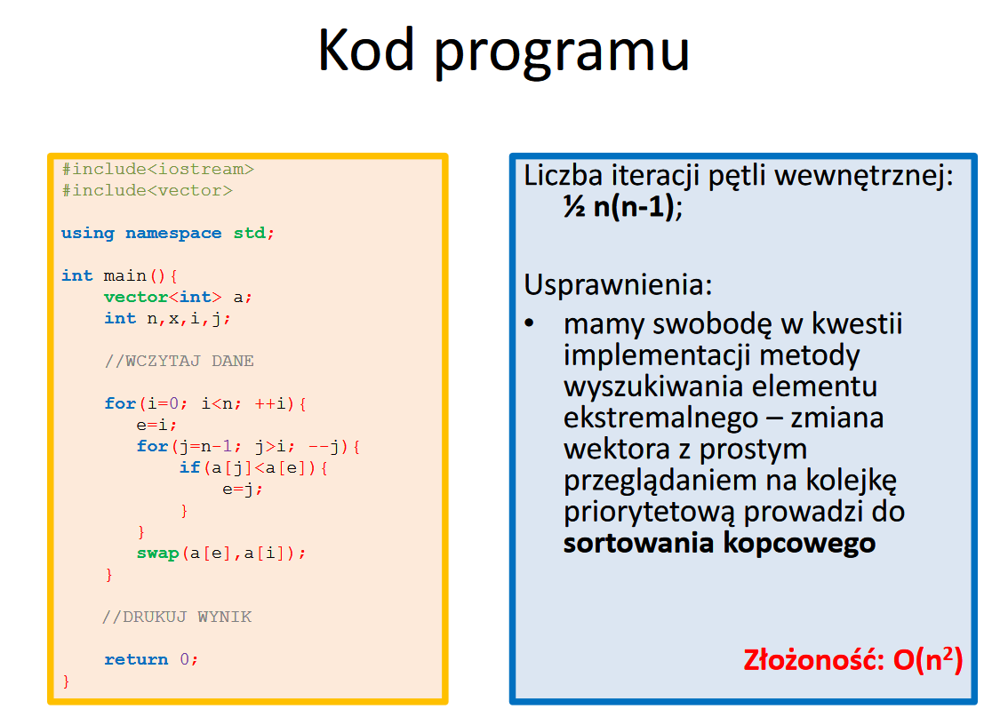 Kod programu
#include<iostream>
#include<vector>
using namespace std;
int main(){
vector<int> a;
int n,x,i,j;
//WCZYTAJ DANE
for(i=0; i<n; ++i){
e=i;
for(j=n-1; j>i; --j){
if(a[j]<a[e]){
e=j;
}
}
swap(a[e],a[i]);
}
//DRUKUJ WYNIK
return 0;
}
Liczba iteracji pętli wewnętrznej:
½ n(n-1);
Usprawnienia:
• mamy swobodę w kwestii
implementacji metody
wyszukiwania elementu
ekstremalnego – zmiana
wektora z prostym
przeglądaniem na kolejkę
priorytetową prowadzi do
sortowania kopcowego
Złożoność: O(n²)